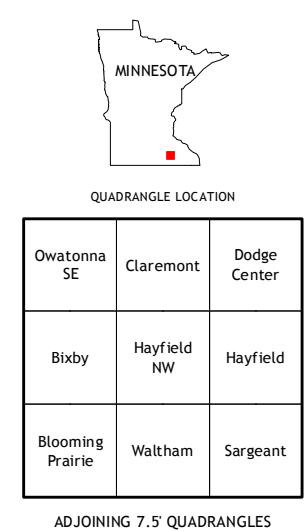 MINNESOTA
QUADRANGLE LOCATION
Owatonna
SE
Claremont
Dodge
Center
Bixby
Hayfield
NW
Hayfield
Blooming
Prairie
Waltham
Sargeant
ADJOINING 7.5' QUADRANGLES